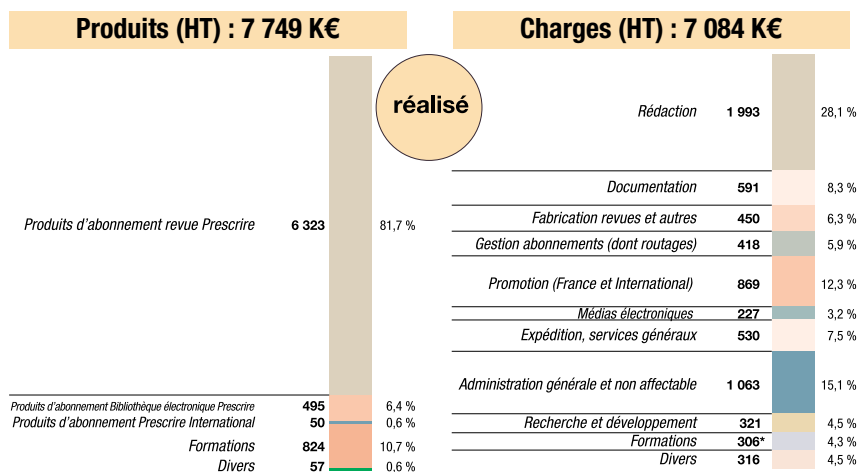 Produits (HT) : 7 749 K€
réalisé
Produits d'abonnement revue Prescrire 6 323 81,7 %
Produits d'abonnement Bibliothèque électronique Prescrire 495 6,4 %
Produits d'abonnement Prescrire International 50 0,6 %
Formations 824 10,7 %
Divers 57 0,6 %
Charges (HT) : 7 084 K€
Rédaction 1 993 28,1 %
Documentation 591 8,3 %
Fabrication revues et autres 450 6,3 %
Gestion abonnements (dont routages) 418 5,9 %
Promotion (France et International) 869 12,3 %
Médias électroniques 227 3,2 %
Expédition, services généraux 530 7,5 %
Administration générale et non affectable 1 063 15,1 %
Recherche et développement 321 4,5 %
Formations 306* 4,3 %
Divers 316 4,5 %